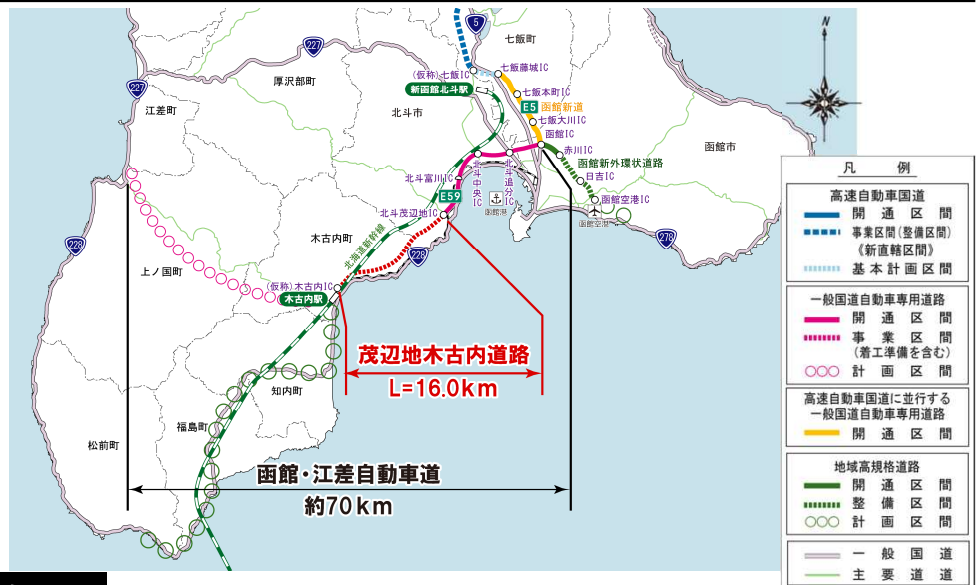 5
七飯町
227
厚沢部町
(仮称)七飯IC
七飯藤城IC
新函館北斗駅
七飯本町IC
227
江差町
北斗市
E5 函館新道
七飯大川IC
函館IC
函館市
赤川IC
函館新外環状道路
北斗中央IC
北斗追分IC
北斗富川IC
日吉IC
E59
函館港
函館空港IC
北斗茂辺地IC
函館空港
278
木古内町
北海道新幹線
228
228
上ノ国町
(仮称)木古内IC
木古内駅
茂辺地木古内道路
L=16.0km
知内町
福島町
松前町
函館・江差自動車道
約70km
N
凡 例
高速自動車国道
開通区間
事業区間(整備区間)
《新直轄区間》
基本計画区間
一般国道自動車専用道路
開通区間
事業区間
(着工準備を含む)
計画区間
高速自動車国道に並行する
一般国道自動車専用道路
開通区間
地域高規格道路
開通区間
整備区間
計画区間
一般国道
主要道道